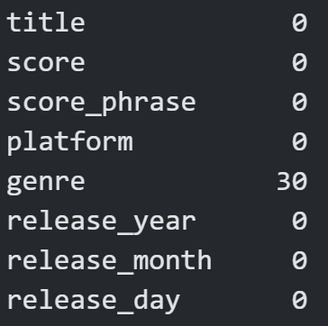 title 0
score 0
score_phrase 0
platform 0
genre 30
release_year 0
release_month 0
release_day 0